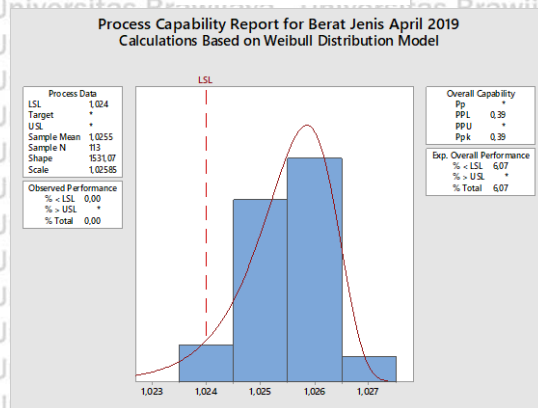 Process Capability Report for Berat Jenis April 2019
Calculations Based on Weibull Distribution Model
LSL
Process Data
LSL 1,024
Target *
USL *
Sample Mean 1,0255
Sample N 113
Shape 1531,07
Scale 1,02585
Observed Performance
% < LSL 0,00
% > USL *
% Total 0,00
Overall Capability
Pp *
PPL 0,39
PPU *
Ppk 0,39
Exp. Overall Performance
% < LSL 6,07
% > USL *
% Total 6,07
1,023 1,024 1,025 1,026 1,027